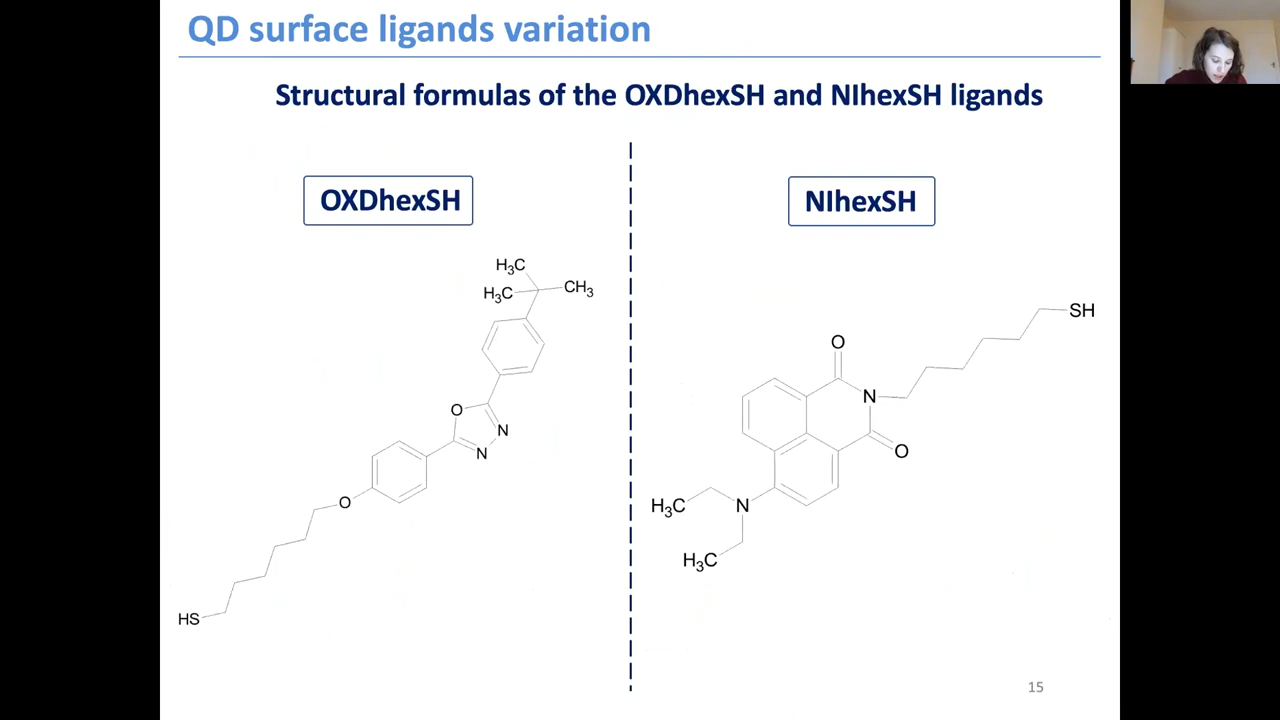 QD surface ligands variation
Structural formulas of the OXDhexSH and NIhexSH ligands
OXDhexSH
H₃C
H₃C
CH₃
O
N
N
O
HS
NIhexSH
SH
O
N
O
N
H₃C
H₃C
15